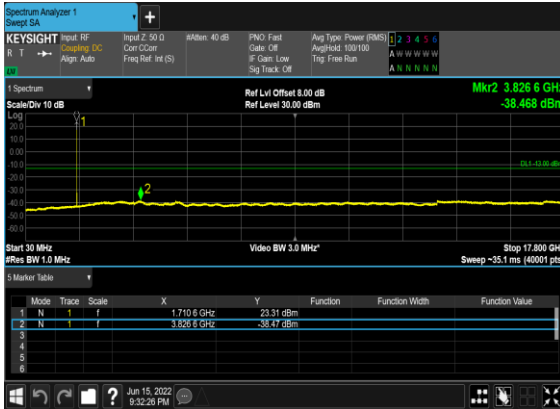 Spectrum Analyzer 1
Swept SA
+
KEYSIGHT Input: RF Input Z: 50 Ω #Atten: 40 dB PNO: Fast Avg Type: Power (RMS) 1 2 3 4 5 6
R T Coupling: DC Corr CCorr Gate: Off Avg|Hold: 100/100 A W W W W W
Align: Auto Freq Ref: Int (S) IF Gain: Low Trig: Free Run
Sig Track: Off A N N N N N
1 Spectrum Ref Lvl Offset 8.00 dB Mkr2 3.826 6 GHz
Scale/Div 10 dB Ref Level 30.00 dBm -38.468 dBm
Log
1
20.0
10.0
0.00
-10.0
DL1 -13.00 dBm
-20.0
-30.0
2
-40.0
-50.0
-60.0
Start 30 MHz Video BW 3.0 MHz* Stop 17.800 GHz
#Res BW 1.0 MHz Sweep ~35.1 ms (40001 pts)
5 Marker Table
Mode Trace Scale X Y Function Function Width Function Value
1 N 1 f 1.710 6 GHz 23.31 dBm
2 N 1 f 3.826 6 GHz -38.47 dBm
3
4
5
6
? Jun 15, 2022
9:32:26 PM